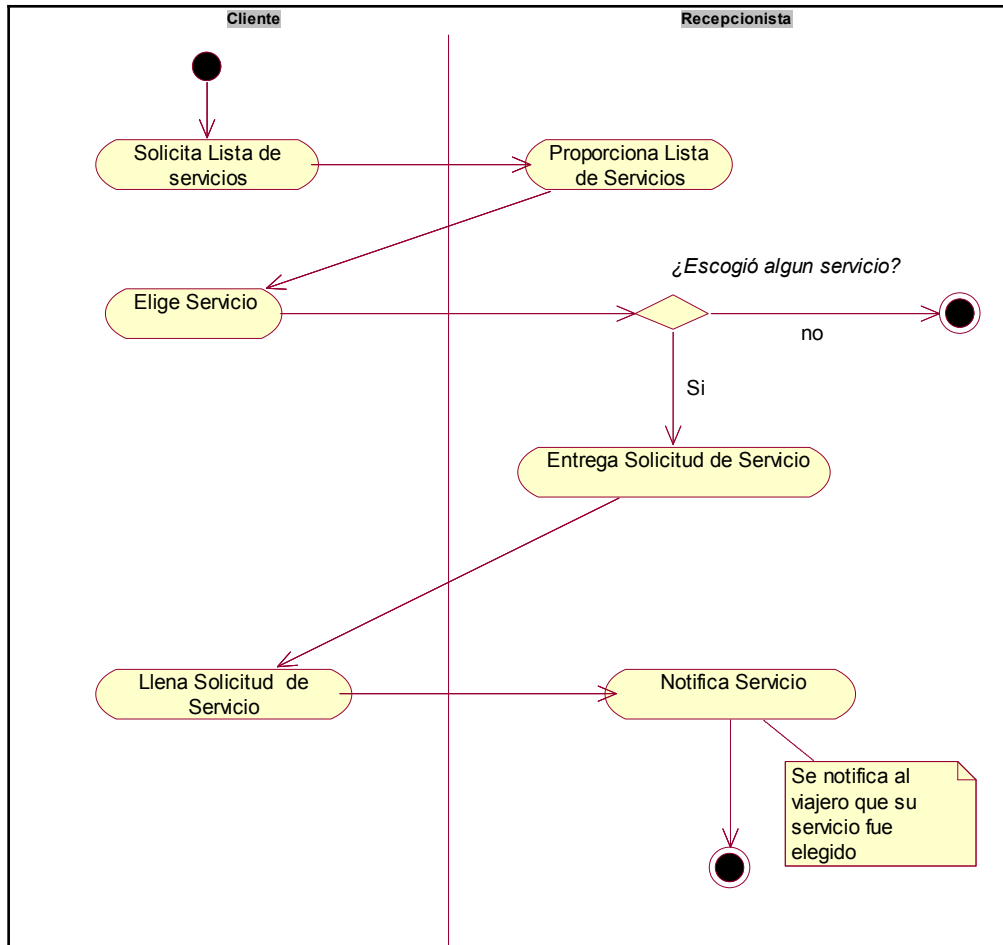 Cliente
Recepcionista
Solicita Lista de
servicios
Proporciona Lista
de Servicios
¿Escogió algun servicio?
Elige Servicio
no
Si
Entrega Solicitud de Servicio
Llena Solicitud  de
Servicio
Notifica Servicio
Se notifica al
viajero que su
servicio fue
elegido